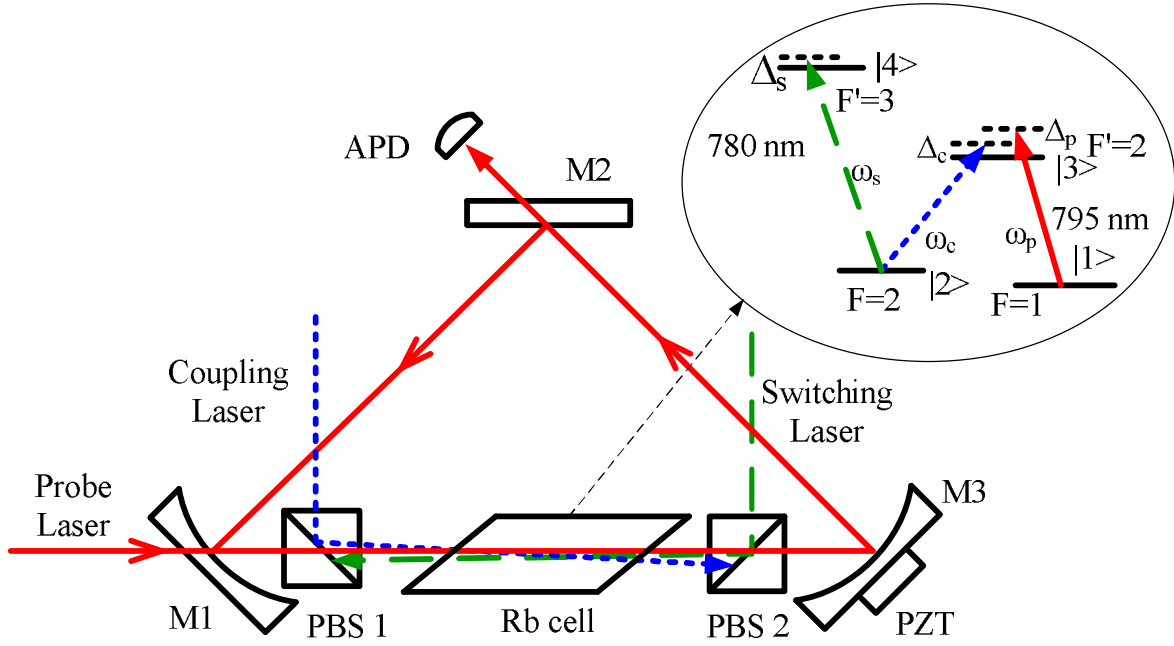 Δs
|4>
F'=3
780 nm
ωs
Δc
Δp
F'=2
|3>
795 nm
ωc
ωp
|1>
|2>
F=2
F=1
APD
M2
Coupling
Laser
Switching
Laser
Probe
Laser
M3
M1
PBS 1
Rb cell
PBS 2
PZT